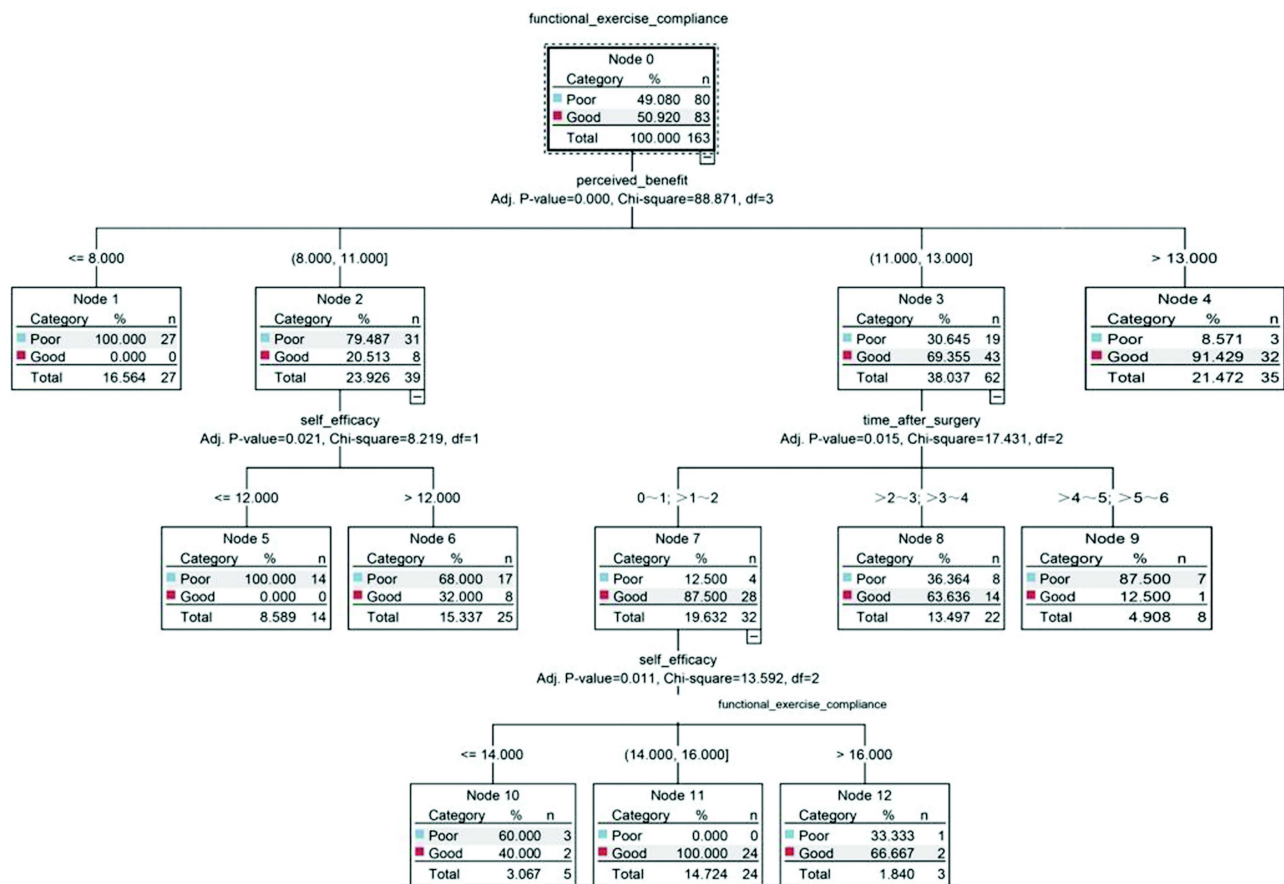 functional_exercise_compliance
Node 0
Category % n
Poor 49.080 80
Good 50.920 83
Total 100.000 163
perceived_benefit
Adj. P-value=0.000, Chi-square=88.871, df=3
<= 8.000
(8.000, 11.000]
(11.000, 13.000]
> 13.000
Node 1
Category % n
Poor 100.000 27
Good 0.000 0
Total 16.564 27
Node 2
Category % n
Poor 79.487 31
Good 20.513 8
Total 23.926 39
Node 3
Category % n
Poor 30.645 19
Good 69.355 43
Total 38.037 62
Node 4
Category % n
Poor 8.571 3
Good 91.429 32
Total 21.472 35
self_efficacy
Adj. P-value=0.021, Chi-square=8.219, df=1
time_after_surgery
Adj. P-value=0.015, Chi-square=17.431, df=2
<= 12.000
> 12.000
0~1; >1~2
>2~3; >3~4
>4~5; >5~6
Node 5
Category % n
Poor 100.000 14
Good 0.000 0
Total 8.589 14
Node 6
Category % n
Poor 68.000 17
Good 32.000 8
Total 15.337 25
Node 7
Category % n
Poor 12.500 4
Good 87.500 28
Total 19.632 32
Node 8
Category % n
Poor 36.364 8
Good 63.636 14
Total 13.497 22
Node 9
Category % n
Poor 87.500 7
Good 12.500 1
Total 4.908 8
self_efficacy
Adj. P-value=0.011, Chi-square=13.592, df=2
functional_exercise_compliance
<= 14.000
(14.000, 16.000]
> 16.000
Node 10
Category % n
Poor 60.000 3
Good 40.000 2
Total 3.067 5
Node 11
Category % n
Poor 0.000 0
Good 100.000 24
Total 14.724 24
Node 12
Category % n
Poor 33.333 1
Good 66.667 2
Total 1.840 3